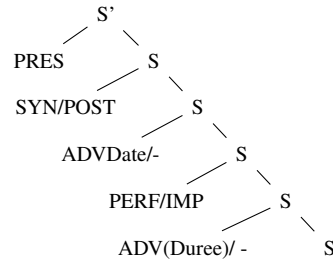 S'
PRES S
SYN/POST S
ADVDate/- S
PERF/IMP S
ADV(Duree)/ - S